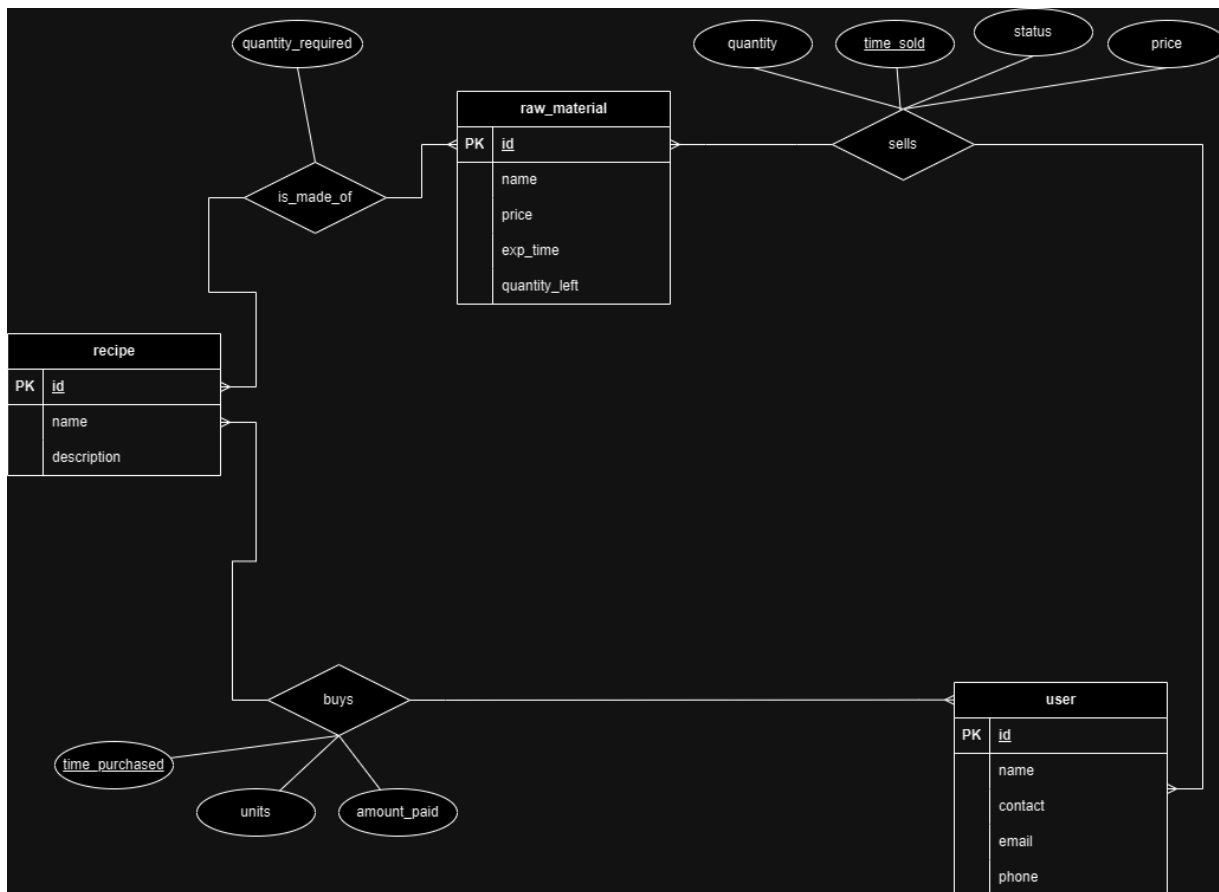 quantity_required
quantity
time_sold
status
price
raw_material
PK id
name
price
exp_time
quantity_left
sells
is_made_of
recipe
PK id
name
description
buys
time_purchased
units
amount_paid
user
PK id
name
contact
email
phone